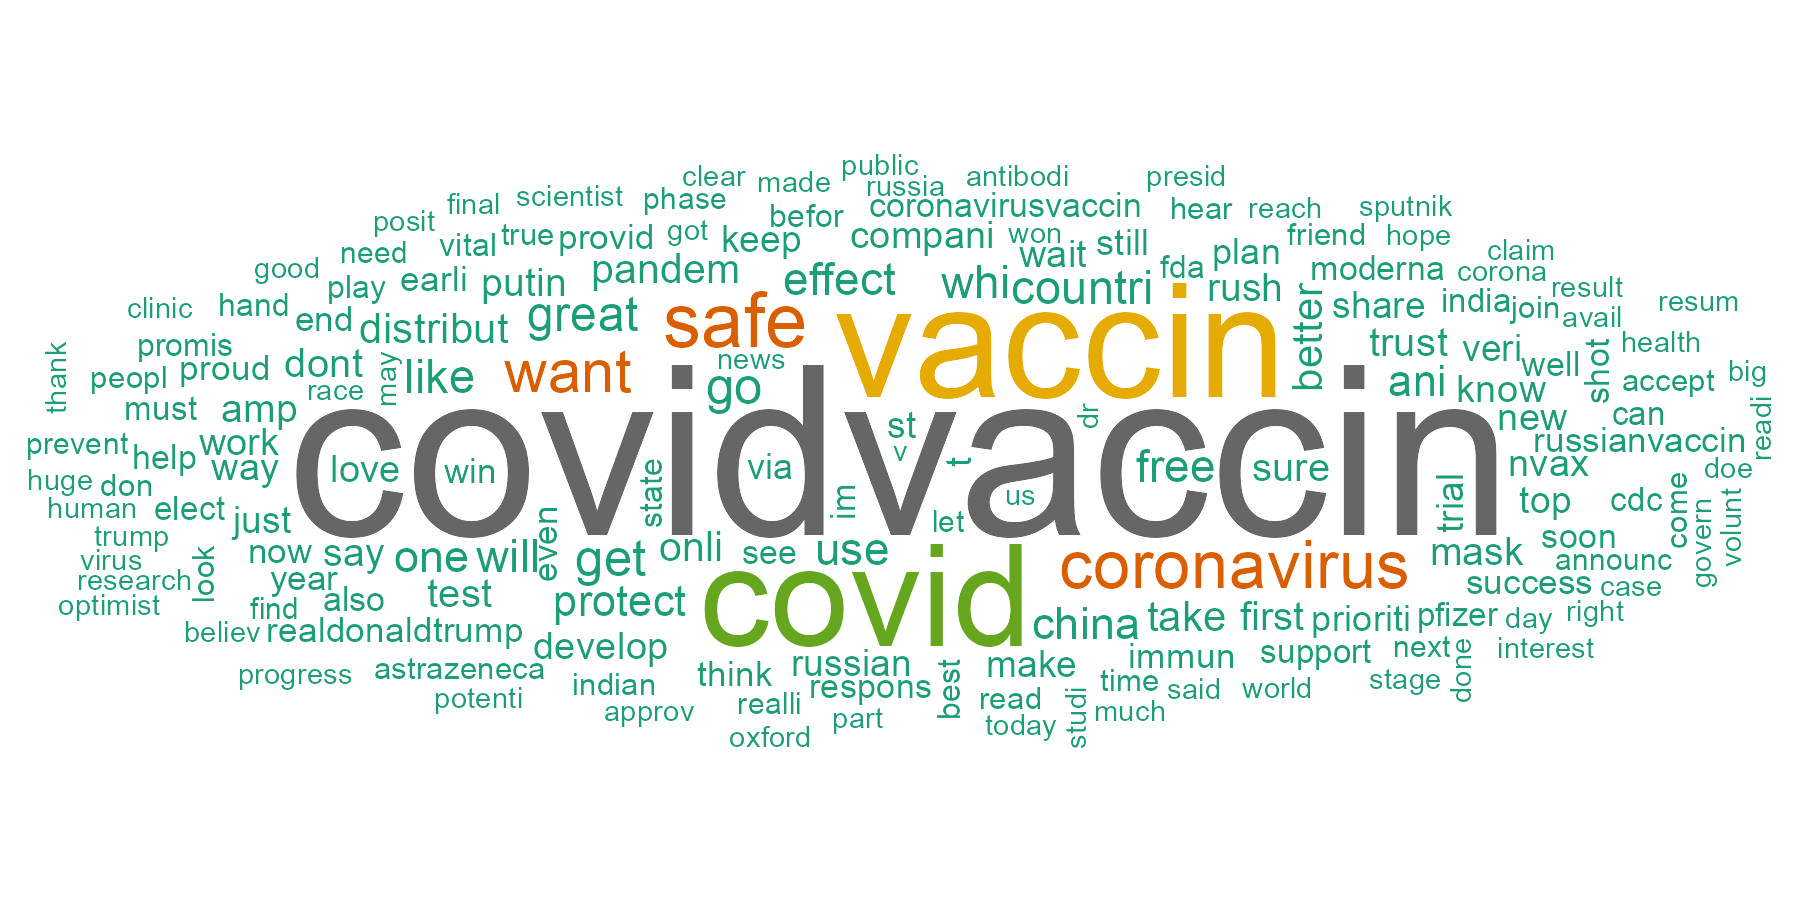 public
clear
made
russia
antibodi
presid
final
scientist
phase
befor
coronavirusvaccin
hear
reach
sputnik
posit
vital
true
provid
got
keep
compani
won
wait
still
plan
friend
hope
need
good
play
earli
putin
pandem
effect
whi
countri
fda
rush
moderna
corona
claim
clinic
hand
end
distribut
great
safe
vaccin
better
share
india
join
result
avail
resum
promis
thank
peopl
proud
dont
race
may
like
want
news
go
trust
veri
well
shot
health
ani
know
accept
big
must
amp
covidvaccin
dr
new
can
readi
prevent
help
work
way
love
win
state
via
st
v
t
im
us
let
free
sure
trial
russianvaccin
nvax
doe
huge
don
human
elect
just
top
cdc
come
govern
volunt
trump
virus
research
optimist
look
now
say
year
one
will
even
get
onli
see
use
covid
coronavirus
mask
soon
announc
success
case
find
also
test
protect
china
take
first
prioriti
pfizer
day
right
believ
realdonaldtrump
develop
russian
think
respons
best
make
immun
support
next
done
interest
progress
astrazeneca
potenti
indian
approv
realli
oxford
part
read
today
studi
time
much
said
world
stage